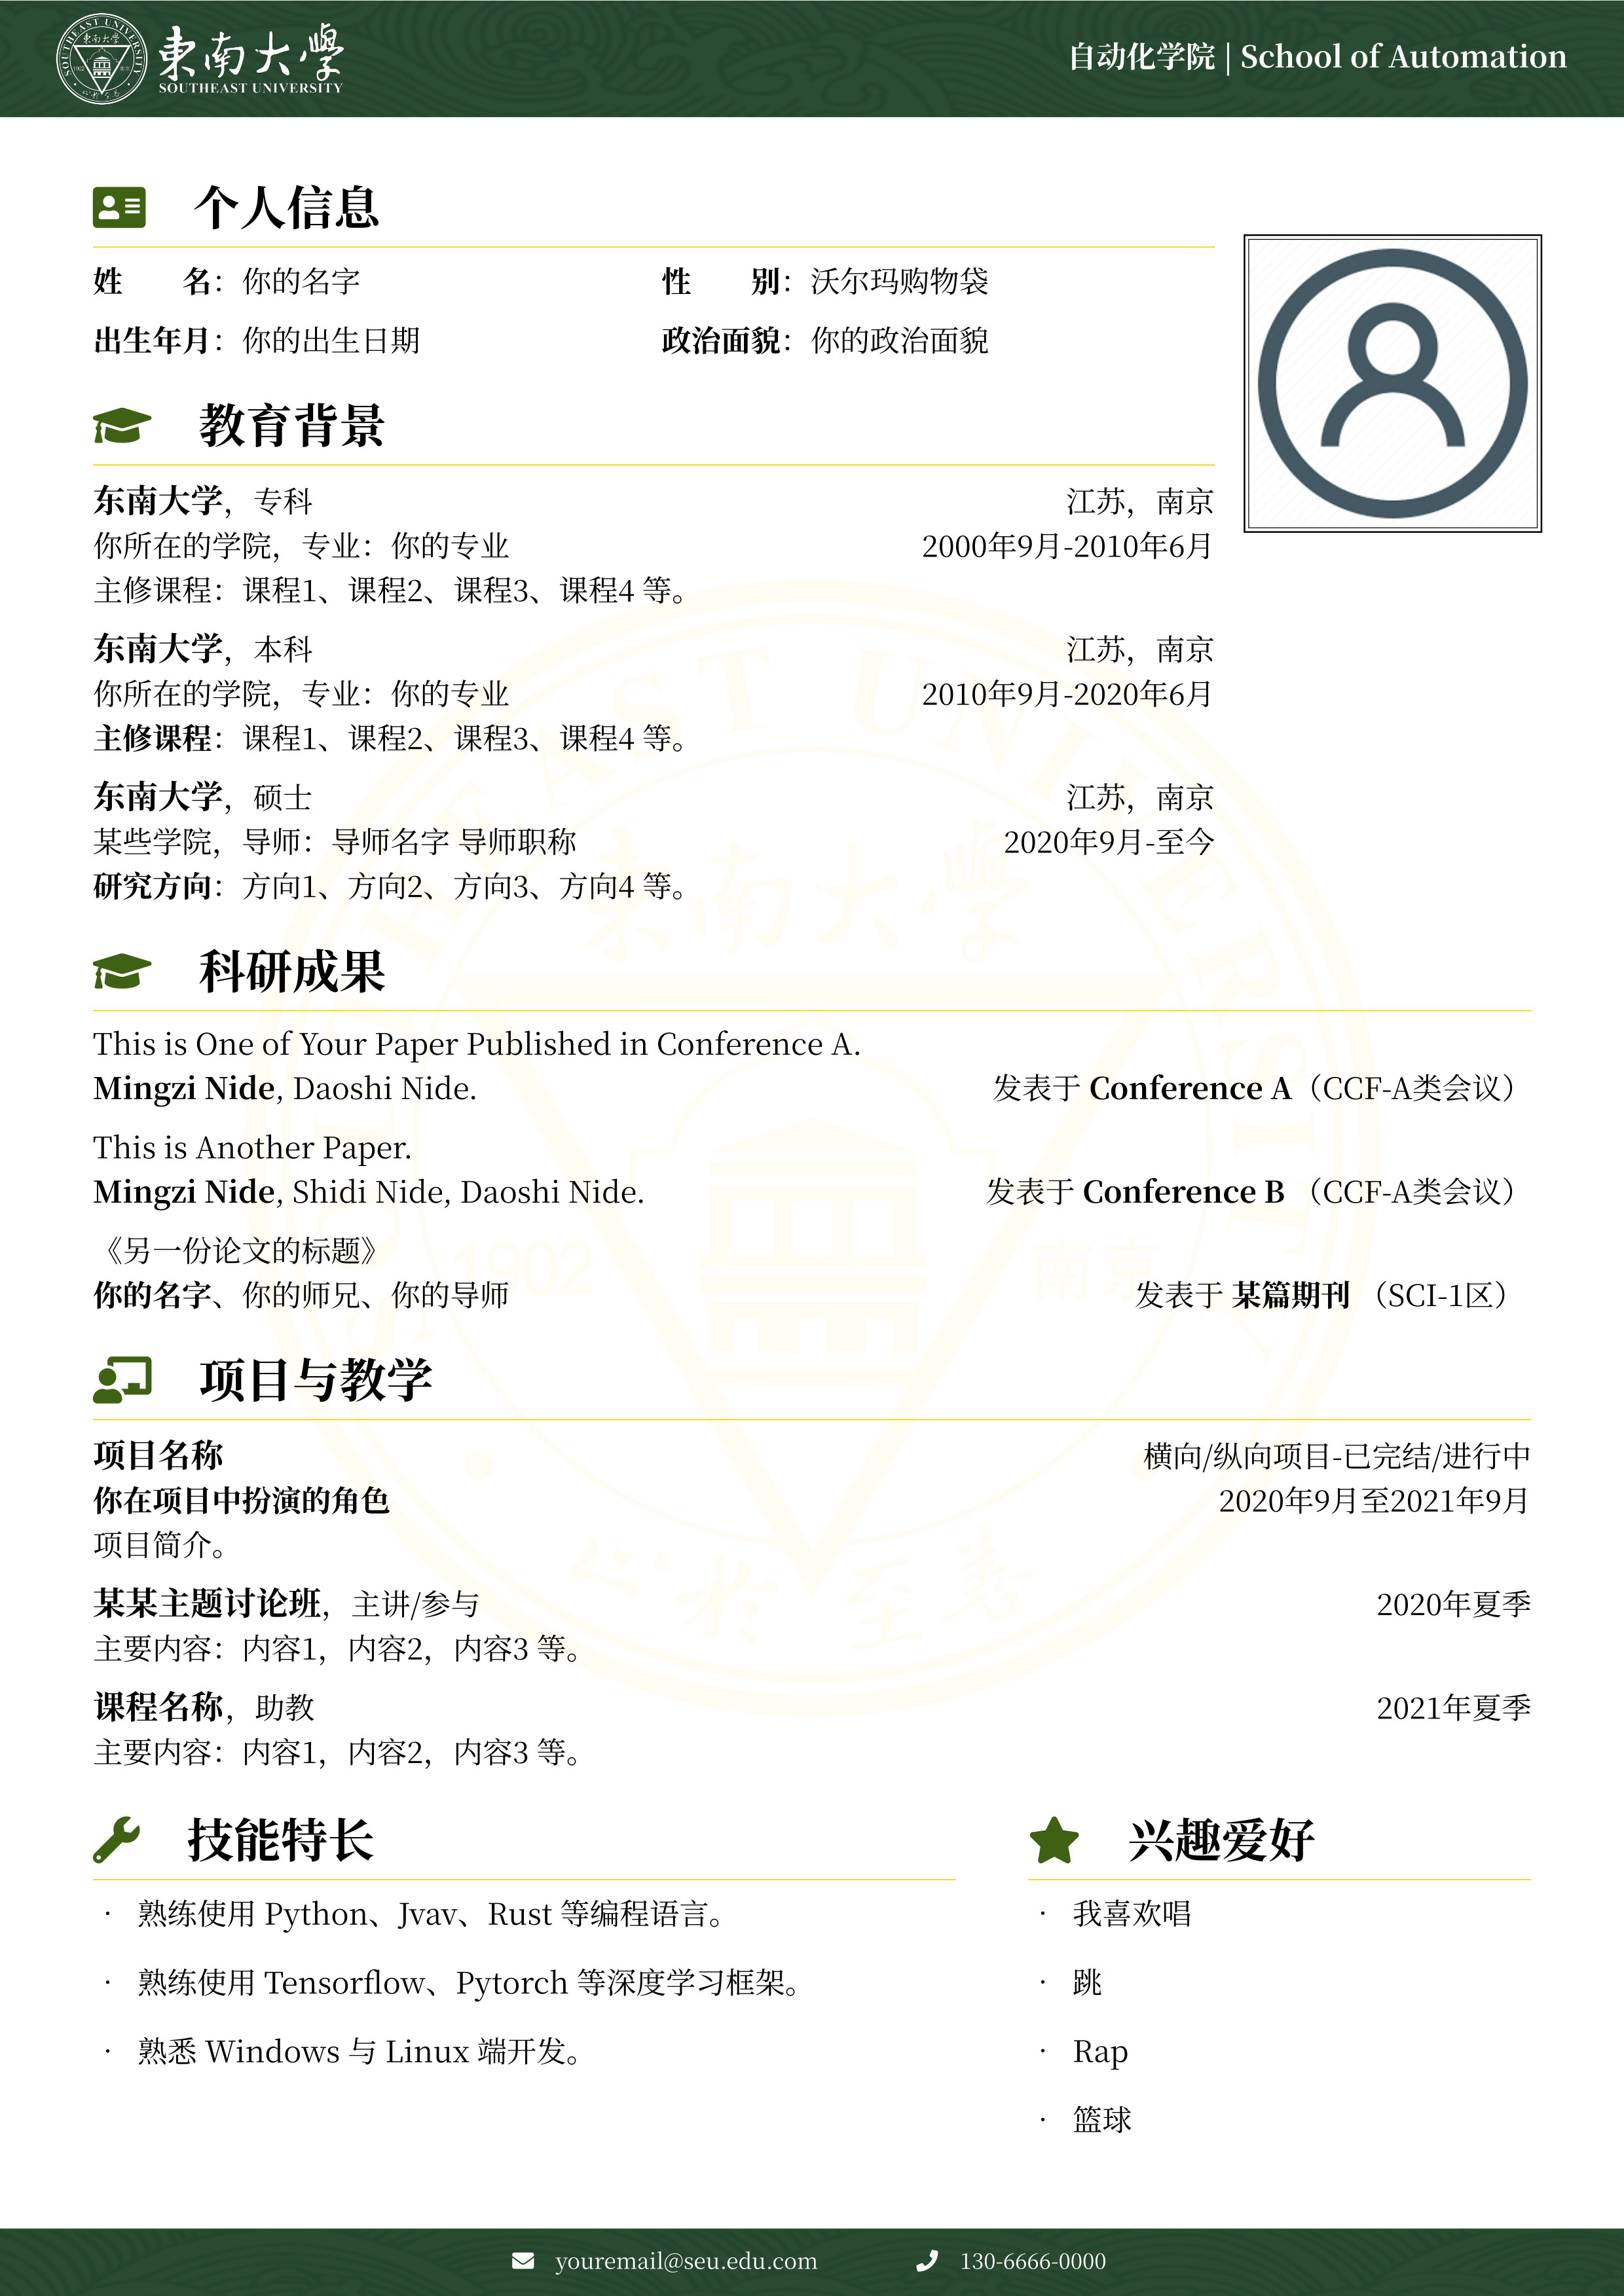 東南大學
SOUTHEAST UNIVERSITY
自动化学院 | School of Automation
个人信息
姓 名：你的名字 性 别：沃尔玛购物袋
出生年月：你的出生日期 政治面貌：你的政治面貌
教育背景
东南大学，专科 江苏，南京
你所在的学院，专业：你的专业 2000年9月-2010年6月
主修课程：课程1、课程2、课程3、课程4 等。
东南大学，本科 江苏，南京
你所在的学院，专业：你的专业 2010年9月-2020年6月
主修课程：课程1、课程2、课程3、课程4 等。
东南大学，硕士 江苏，南京
某些学院，导师：导师名字 导师职称 2020年9月-至今
研究方向：方向1、方向2、方向3、方向4 等。
科研成果
This is One of Your Paper Published in Conference A.
Mingzi Nide, Daoshi Nide. 发表于 Conference A（CCF-A类会议）
This is Another Paper.
Mingzi Nide, Shidi Nide, Daoshi Nide. 发表于 Conference B （CCF-A类会议）
《另一份论文的标题》
你的名字、你的师兄、你的导师 发表于 某篇期刊 （SCI-1区）
项目与教学
项目名称 横向/纵向项目-已完结/进行中
你在项目中扮演的角色 2020年9月至2021年9月
项目简介。
某某主题讨论班，主讲/参与 2020年夏季
主要内容：内容1，内容2，内容3 等。
课程名称，助教 2021年夏季
主要内容：内容1，内容2，内容3 等。
技能特长
· 熟练使用 Python、Jvav、Rust 等编程语言。
· 熟练使用 Tensorflow、Pytorch 等深度学习框架。
· 熟悉 Windows 与 Linux 端开发。
兴趣爱好
· 我喜欢唱
· 跳
· Rap
· 篮球
SOUTHEAST UNIVERSITY
東南大學
1902 南京
止於至善
youremail@seu.edu.com 130-6666-0000